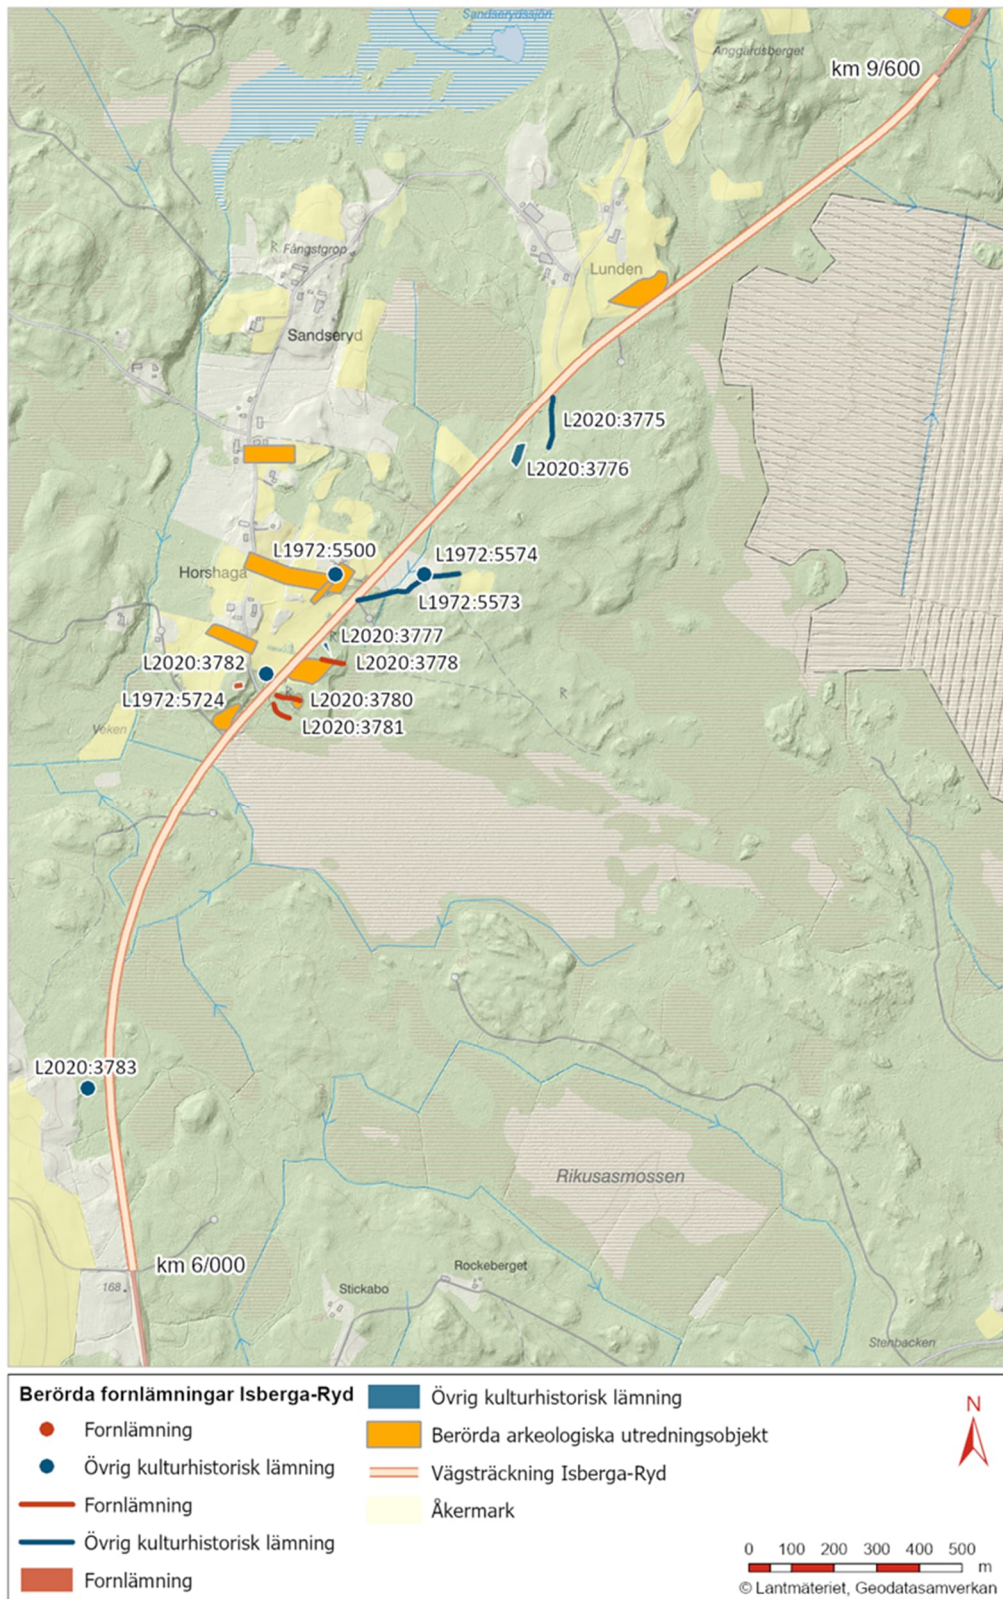 Sandserydssjön
Änggårdsberget
km 9/600
R Fångstgrop
Lunden
Sandseryd
L2020:3775
L2020:3776
L1972:5500
L1972:5574
Horshaga
L1972:5573
R
L2020:3777
L2020:3782
L2020:3778
R
R
L1972:5724
L2020:3780
L2020:3781
Veken
L2020:3783
Rikusasmossen
km 6/000
Rockeberget
168
Stickabo
Stenbacken
Berörda fornlämningar Isberga-Ryd
Fornlämning
Övrig kulturhistorisk lämning
Fornlämning
Övrig kulturhistorisk lämning
Fornlämning
Övrig kulturhistorisk lämning
Berörda arkeologiska utredningsobjekt
Vägsträckning Isberga-Ryd
Åkermark
N
0 100 200 300 400 500
m
© Lantmäteriet, Geodatasamverkan